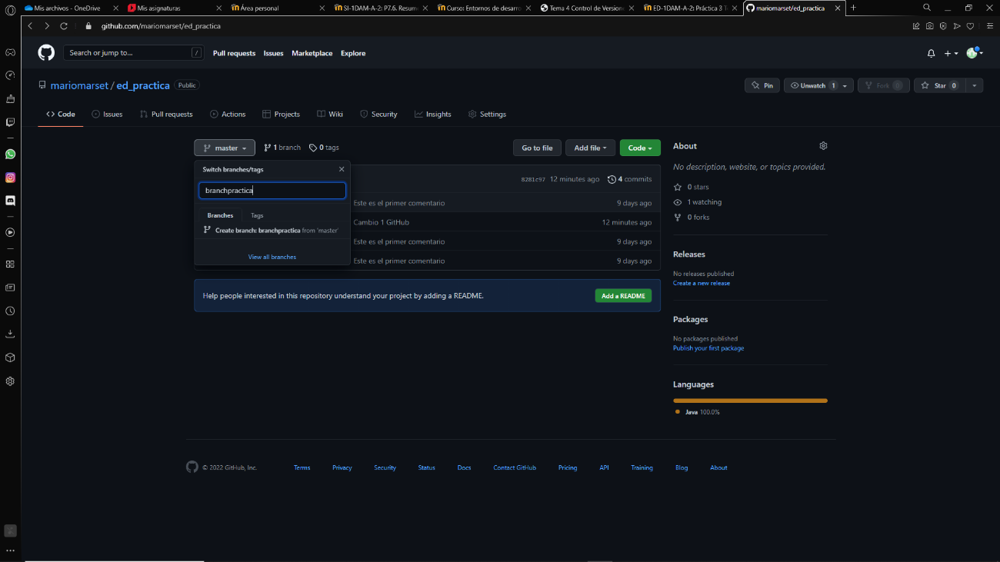 Mis archivos - OneDrive
Mis asignaturas
Área personal
SI-1DAM-A-2: P7.6. Resum
Curso: Entornos de desarro
Tema 4 Control de Version
ED-1DAM-A-2: Práctica 3 T
mariomarset/ed_practica
github.com/mariomarset/ed_practica
Search or jump to...
/
Pull requests
Issues
Marketplace
Explore
mariomarset / ed_practica
Public
Pin
Unwatch 1
Fork 0
Star 0
<> Code
Issues
Pull requests
Actions
Projects
Wiki
Security
Insights
Settings
master
1 branch
0 tags
Go to file
Add file
Code
Switch branches/tags
branchpractica
Branches
Tags
Create branch: branchpractica from 'master'
View all branches
8281c97 12 minutes ago 4 commits
Este es el primer comentario 9 days ago
Cambio 1 GitHub 12 minutes ago
Este es el primer comentario 9 days ago
Este es el primer comentario 9 days ago
Help people interested in this repository understand your project by adding a README.
Add a README
About
No description, website, or topics provided.
0 stars
1 watching
0 forks
Releases
No releases published
Create a new release
Packages
No packages published
Publish your first package
Languages
Java 100.0%
© 2022 GitHub, Inc.
Terms
Privacy
Security
Status
Docs
Contact GitHub
Pricing
API
Training
Blog
About